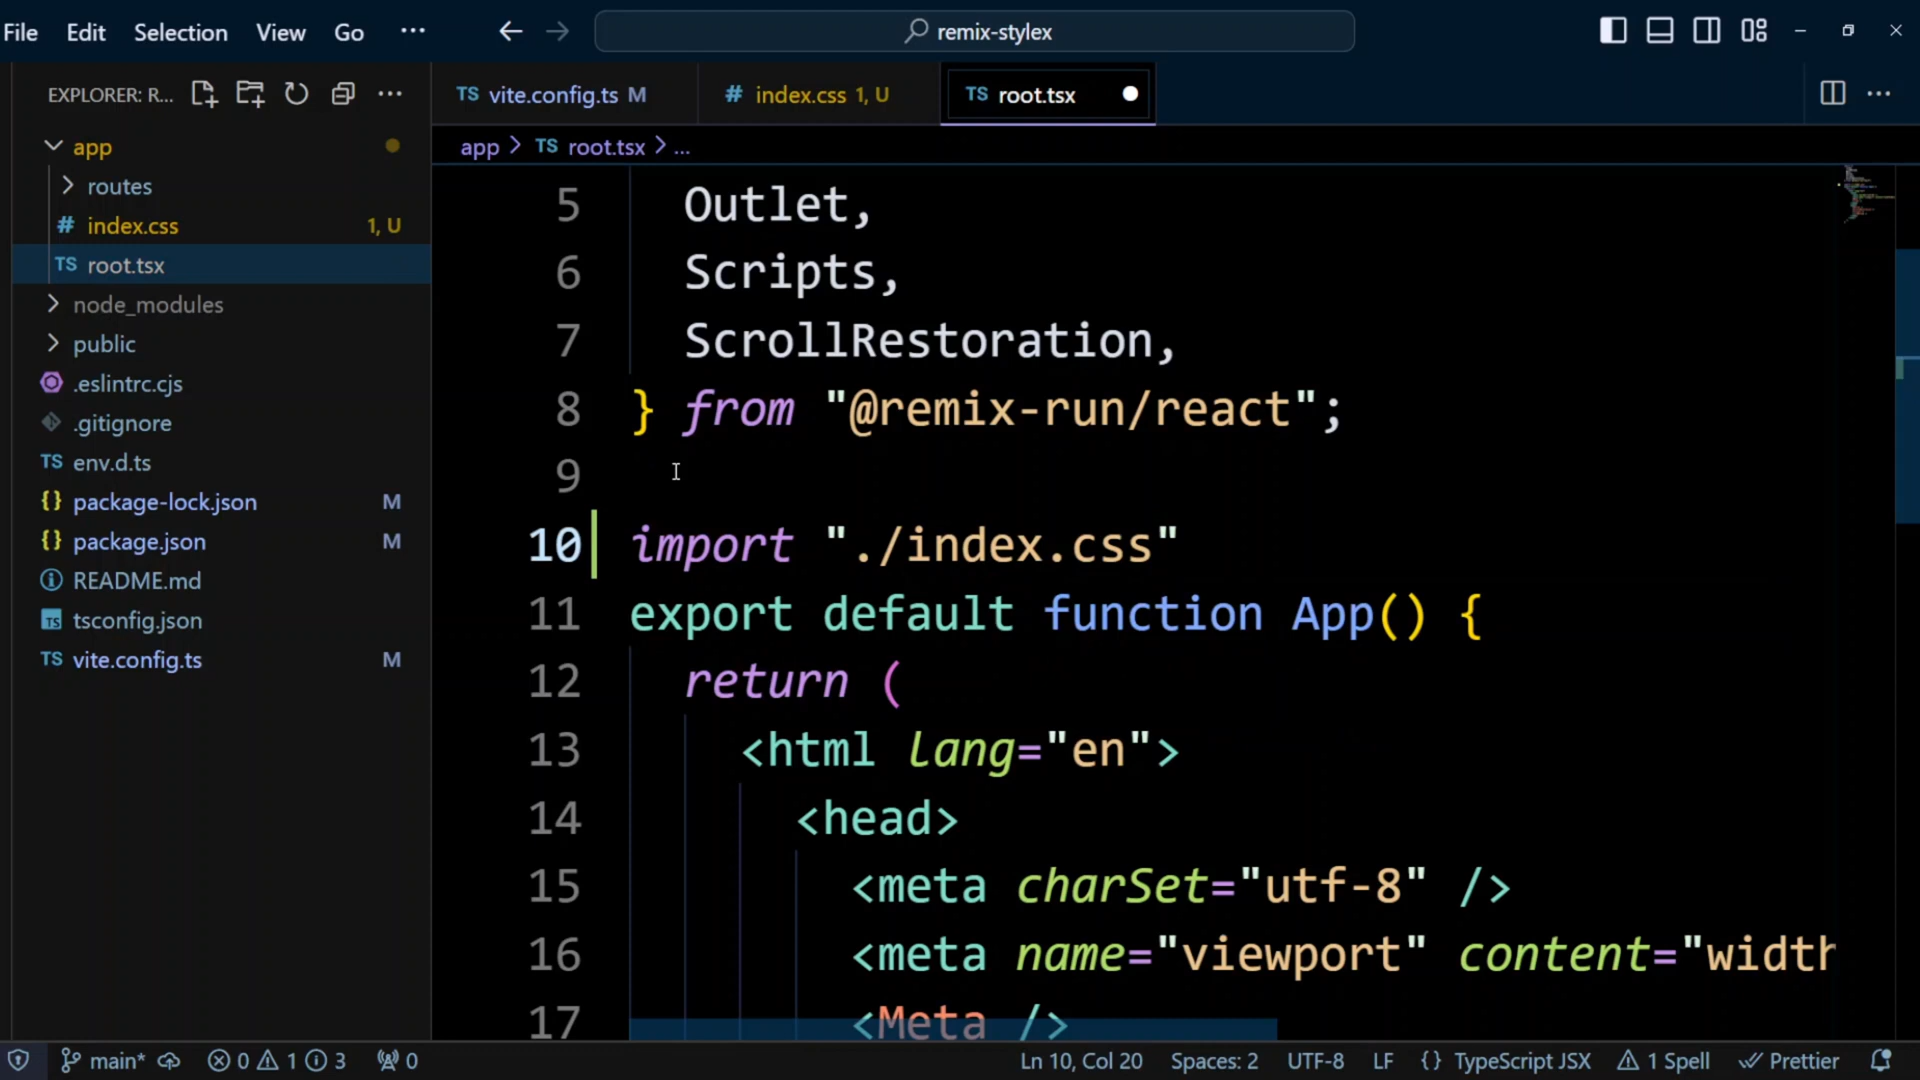 File Edit Selection View Go ··· remix-stylex
EXPLORER: R...
app
routes
index.css 1, U
root.tsx
node_modules
public
.eslintrc.cjs
.gitignore
env.d.ts
package-lock.json M
package.json M
README.md
tsconfig.json
vite.config.ts M
TS vite.config.ts M # index.css 1, U TS root.tsx
app > TS root.tsx > ...
5 Outlet,
6 Scripts,
7 ScrollRestoration,
8 } from "@remix-run/react";
9
10 import "./index.css"
11 export default function App() {
12 return (
13 <html lang="en">
14 <head>
15 <meta charSet="utf-8" />
16 <meta name="viewport" content="width
17 <Meta />
main* 0 1 3 0 Ln 10, Col 20 Spaces: 2 UTF-8 LF {} TypeScript JSX 1 Spell Prettier